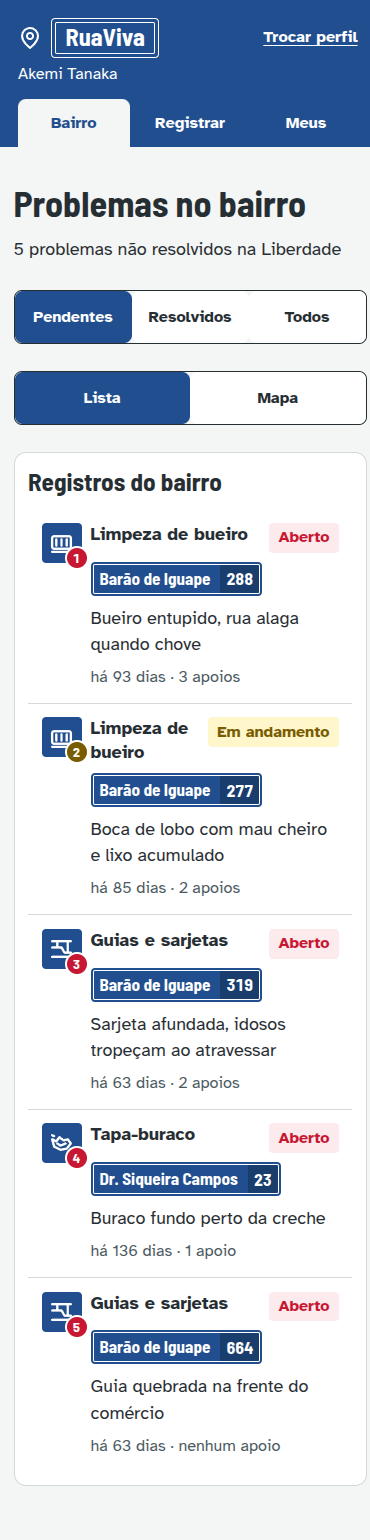 RuaViva
Trocar perfil
Akemi Tanaka
Bairro Registrar Meus
Problemas no bairro
5 problemas não resolvidos na Liberdade
Pendentes Resolvidos Todos
Lista Mapa
Registros do bairro
Limpeza de bueiro Aberto
1
Barão de Iguape 288
Bueiro entupido, rua alaga
quando chove
há 93 dias · 3 apoios
Limpeza de Em andamento
bueiro
2
Barão de Iguape 277
Boca de lobo com mau cheiro
e lixo acumulado
há 85 dias · 2 apoios
Guias e sarjetas Aberto
3
Barão de Iguape 319
Sarjeta afundada, idosos
tropeçam ao atravessar
há 63 dias · 2 apoios
Tapa-buraco Aberto
4
Dr. Siqueira Campos 23
Buraco fundo perto da creche
há 136 dias · 1 apoio
Guias e sarjetas Aberto
5
Barão de Iguape 664
Guia quebrada na frente do
comércio
há 63 dias · nenhum apoio